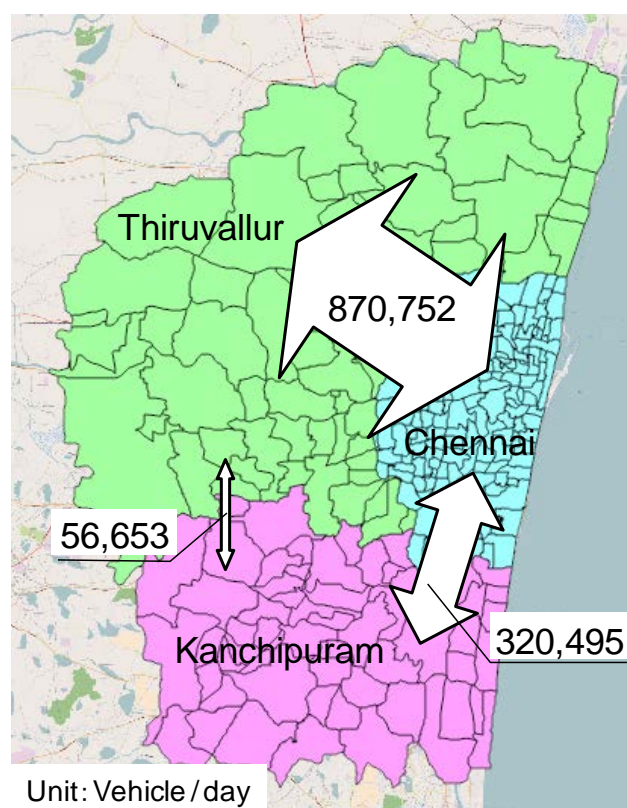 Thiruvallur
870,752
Chennai
56,653
Kanchipuram
320,495
Unit: Vehicle / day